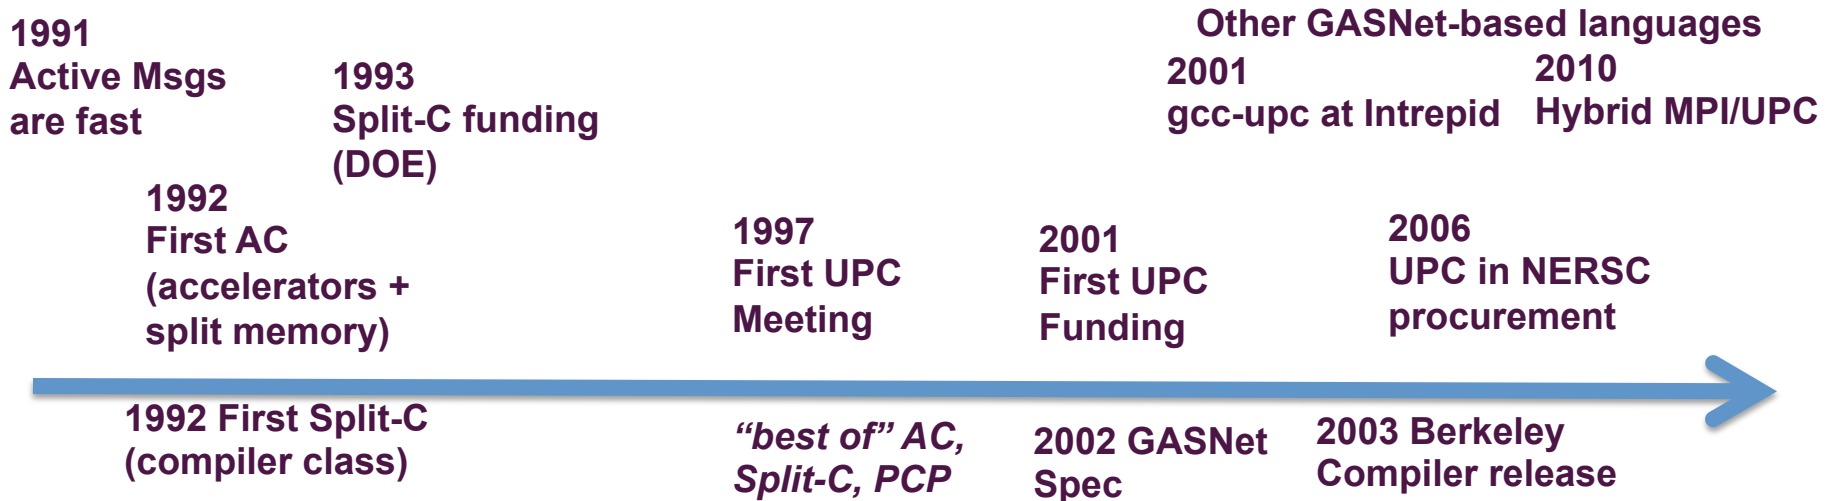 1991
Active Msgs
are fast
1993
Split-C funding
(DOE)
Other GASNet-based languages
2001
gcc-upc at Intrepid
2010
Hybrid MPI/UPC
1992
First AC
(accelerators +
split memory)
1997
First UPC
Meeting
2001
First UPC
Funding
2006
UPC in NERSC
procurement
1992 First Split-C
(compiler class)
“best of” AC,
Split-C, PCP
2002 GASNet
Spec
2003 Berkeley
Compiler release